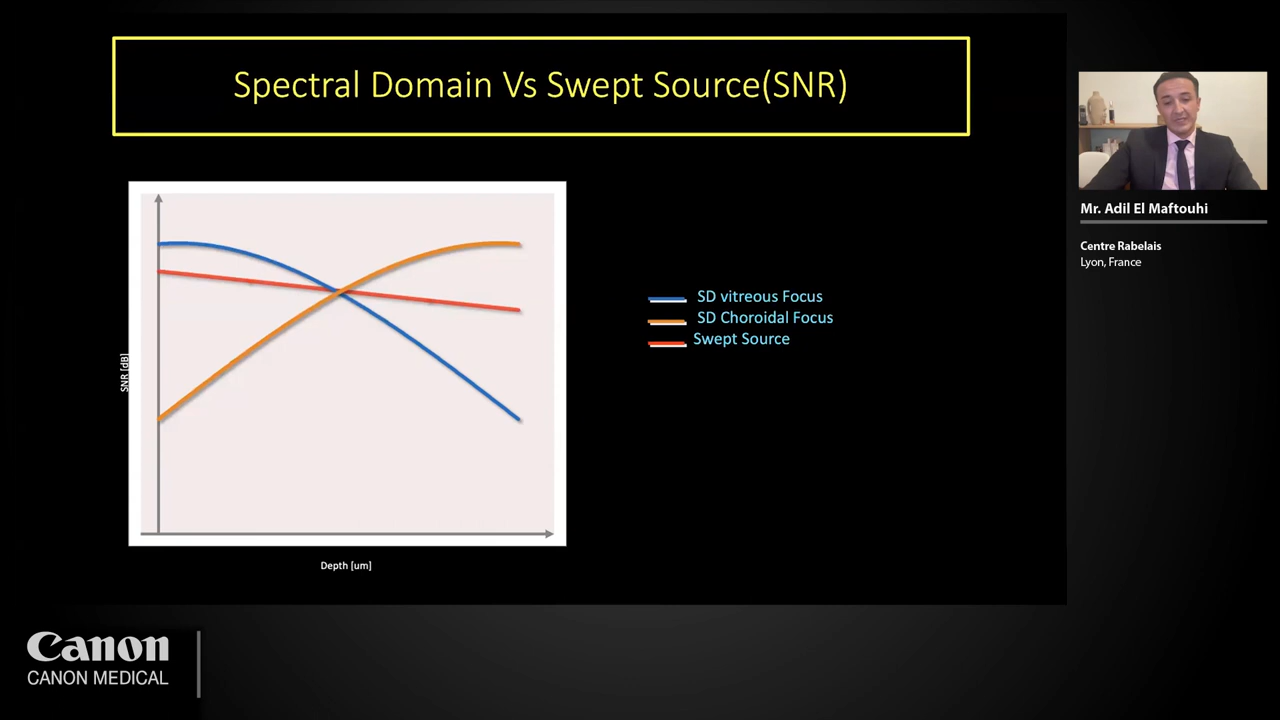 Spectral Domain Vs Swept Source(SNR)
SNR [dB]
Depth [um]
SD vitreous Focus
SD Choroidal Focus
Swept Source
Mr. Adil El Maftouhi
Centre Rabelais
Lyon, France
Canon
CANON MEDICAL